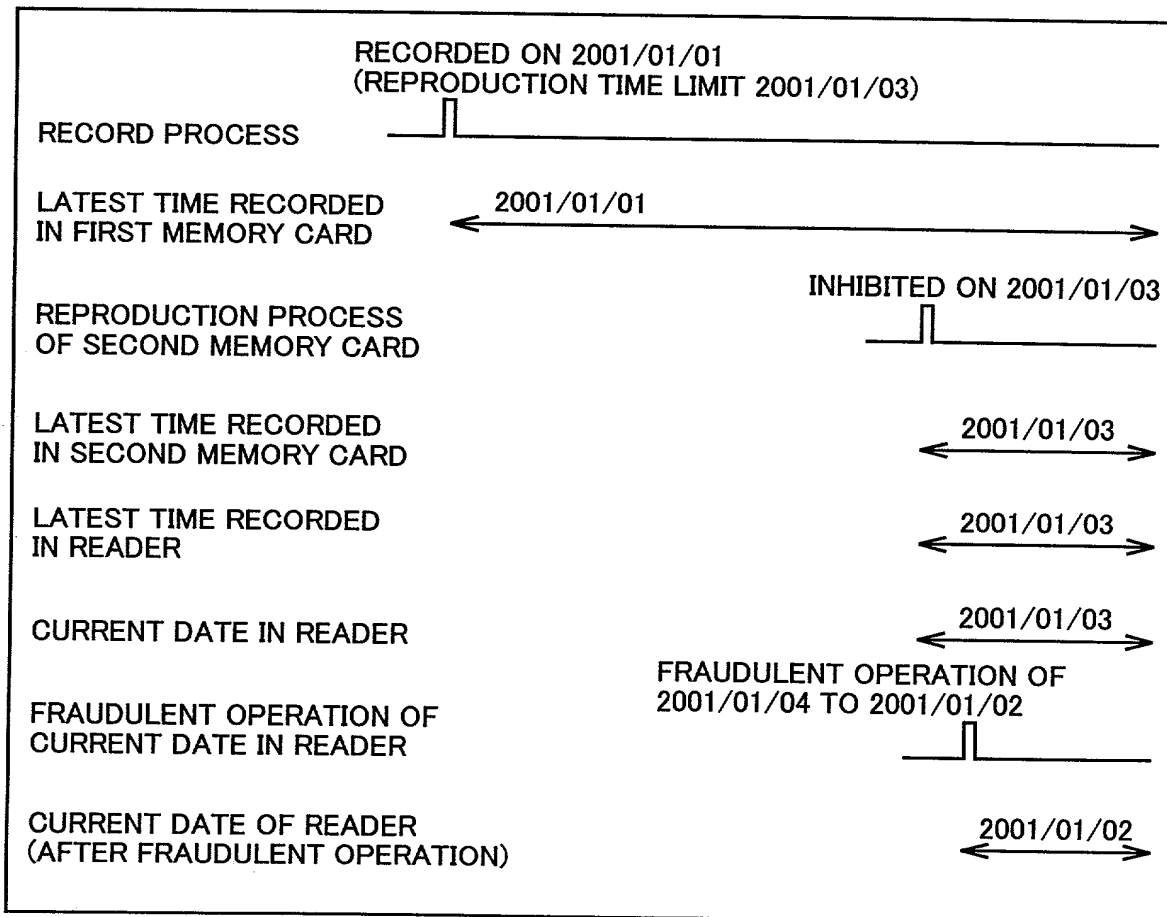 RECORDED ON 2001/01/01
(REPRODUCTION TIME LIMIT 2001/01/03)
RECORD PROCESS
LATEST TIME RECORDED
IN FIRST MEMORY CARD
2001/01/01
INHIBITED ON 2001/01/03
REPRODUCTION PROCESS
OF SECOND MEMORY CARD
LATEST TIME RECORDED
IN SECOND MEMORY CARD
2001/01/03
LATEST TIME RECORDED
IN READER
2001/01/03
CURRENT DATE IN READER
2001/01/03
FRAUDULENT OPERATION OF
2001/01/04 TO 2001/01/02
FRAUDULENT OPERATION OF
CURRENT DATE IN READER
CURRENT DATE OF READER
(AFTER FRAUDULENT OPERATION)
2001/01/02